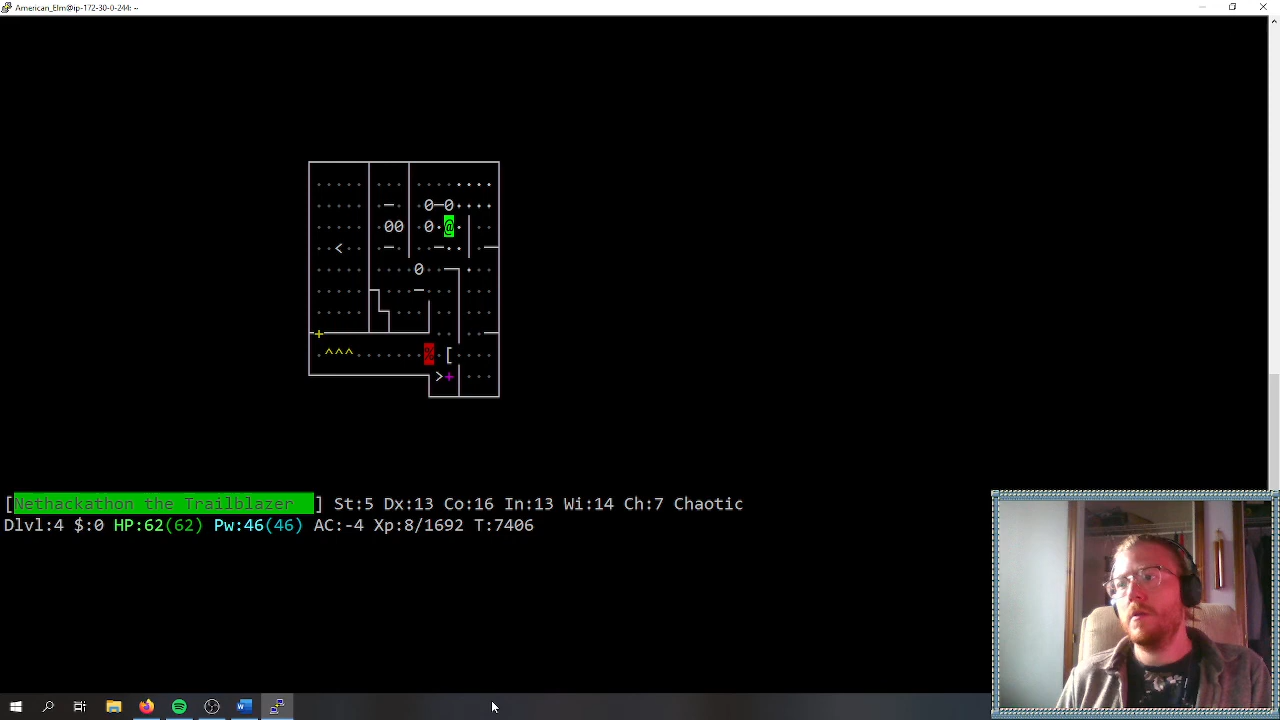 American_Elm@ip-172-30-0-244: ~
[Nethackathon the Trailblazer  ] St:5 Dx:13 Co:16 In:13 Wi:14 Ch:7 Chaotic
Dlvl:4 $:0 HP:62(62) Pw:46(46) AC:-4 Xp:8/1692 T:7406